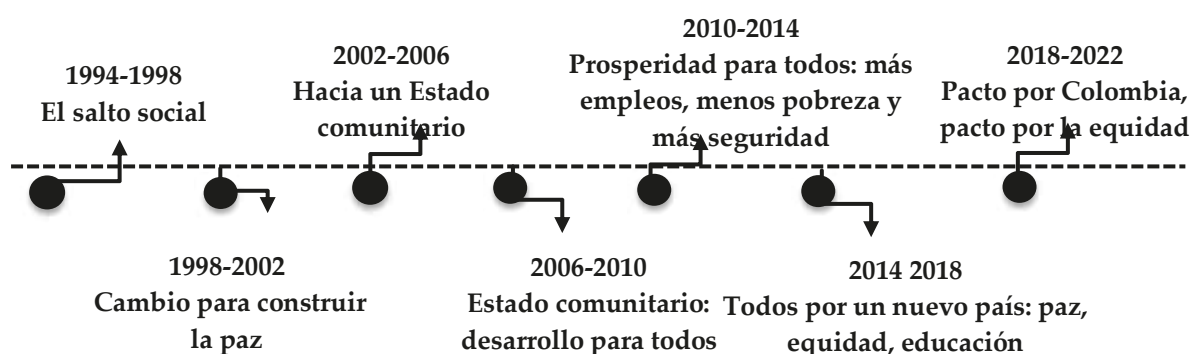 1994-1998
El salto social
1998-2002
Cambio para construir
la paz
2002-2006
Hacia un Estado
comunitario
2006-2010
Estado comunitario:
desarrollo para todos
2010-2014
Prosperidad para todos: más
empleos, menos pobreza y
más seguridad
2014 2018
Todos por un nuevo país: paz,
equidad, educación
2018-2022
Pacto por Colombia,
pacto por la equidad